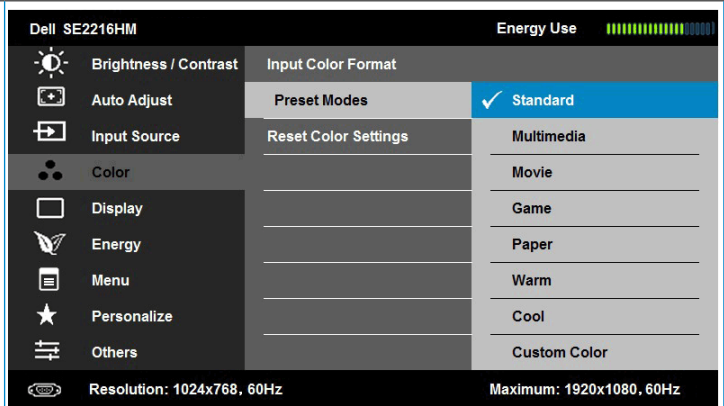 Dell SE2216HM Energy Use
Brightness / Contrast Input Color Format
Auto Adjust Preset Modes Standard
Input Source Reset Color Settings Multimedia
Color Movie
Display Game
Energy Paper
Menu Warm
Personalize Cool
Others Custom Color
Resolution: 1024x768, 60Hz Maximum: 1920x1080, 60Hz